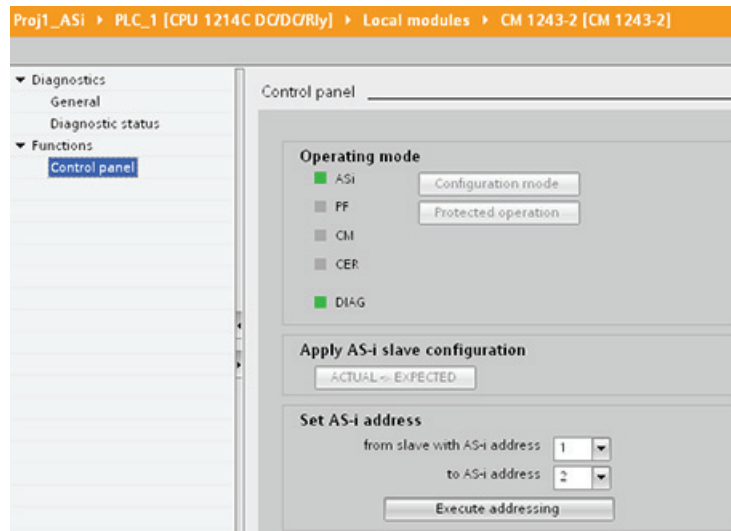 Proj1_ASi ▸ PLC_1 [CPU 1214C DC/DC/Rly] ▸ Local modules ▸ CM 1243-2 [CM 1243-2]
Diagnostics
General
Diagnostic status
Functions
Control panel
Control panel
Operating mode
ASi
Configuration mode
PF
Protected operation
CM
CER
DIAG
Apply AS-i slave configuration
ACTUAL -> EXPECTED
Set AS-i address
from slave with AS-i address 1
to AS-i address 2
Execute addressing